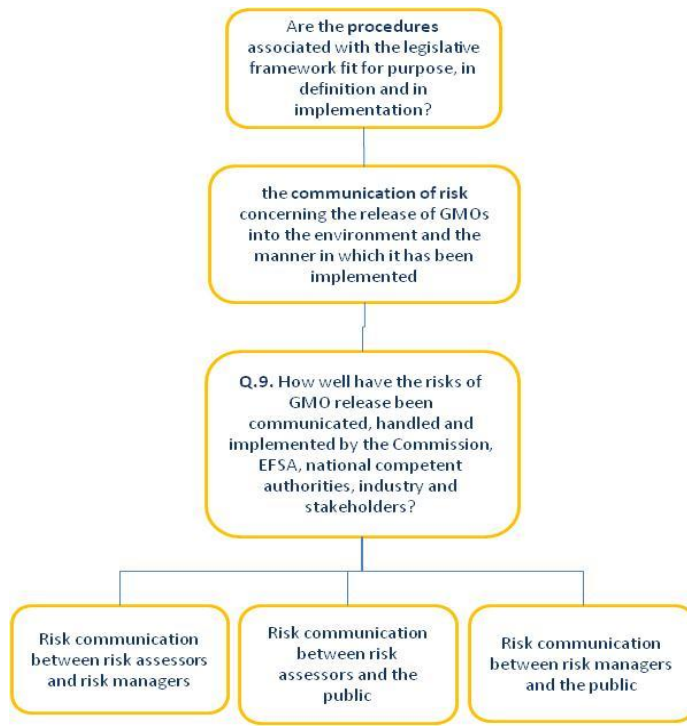 Are the procedures
associated with the legislative
framework fit for purpose, in
definition and in
implementation?
the communication of risk
concerning the release of GMOs
into the environment and the
manner in which it has been
implemented
Q.9. How well have the risks of
GMO release been
communicated, handled and
implemented by the Commission,
EFSA, national competent
authorities, industry and
stakeholders?
Risk communication
between risk assessors
and risk managers
Risk communication
between risk
assessors and the
public
Risk communication
between risk managers
and the public